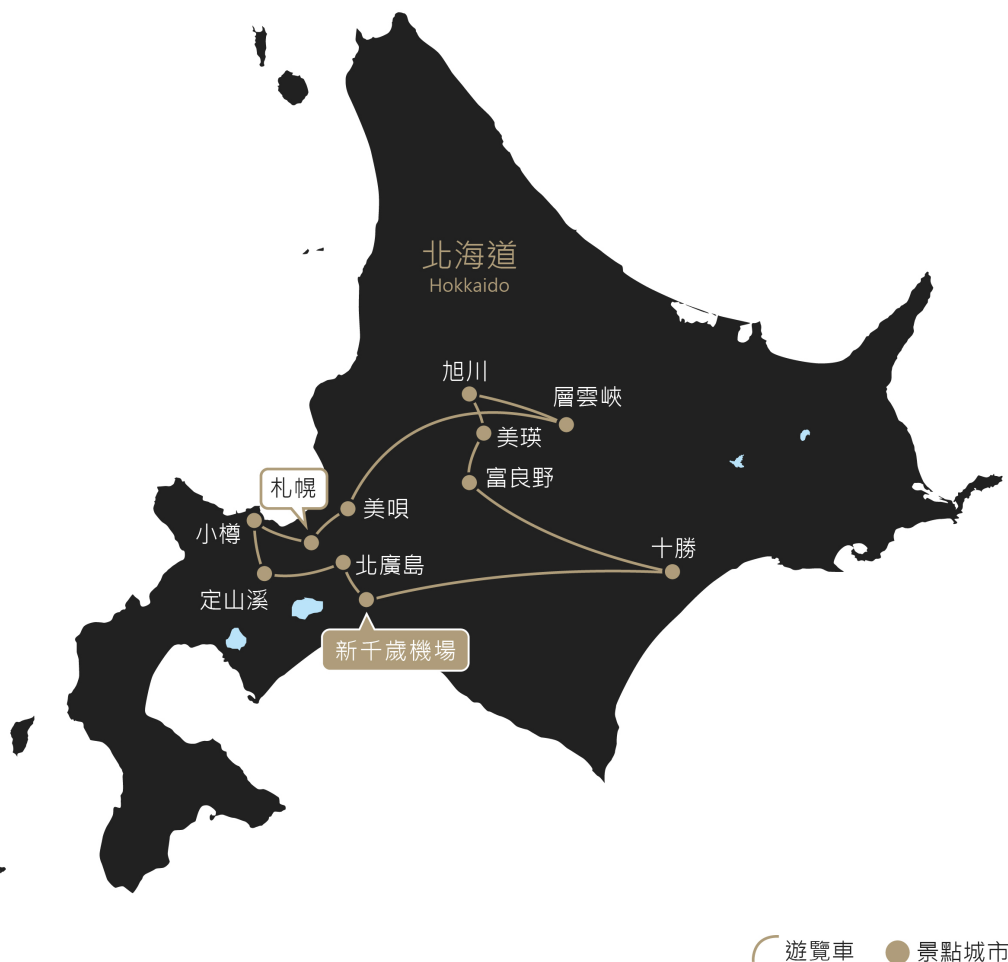 北海道
Hokkaido
旭川
層雲峽
美瑛
富良野
札幌
美唄
小樽
十勝
北廣島
定山溪
新千歲機場
遊覽車
景點城市